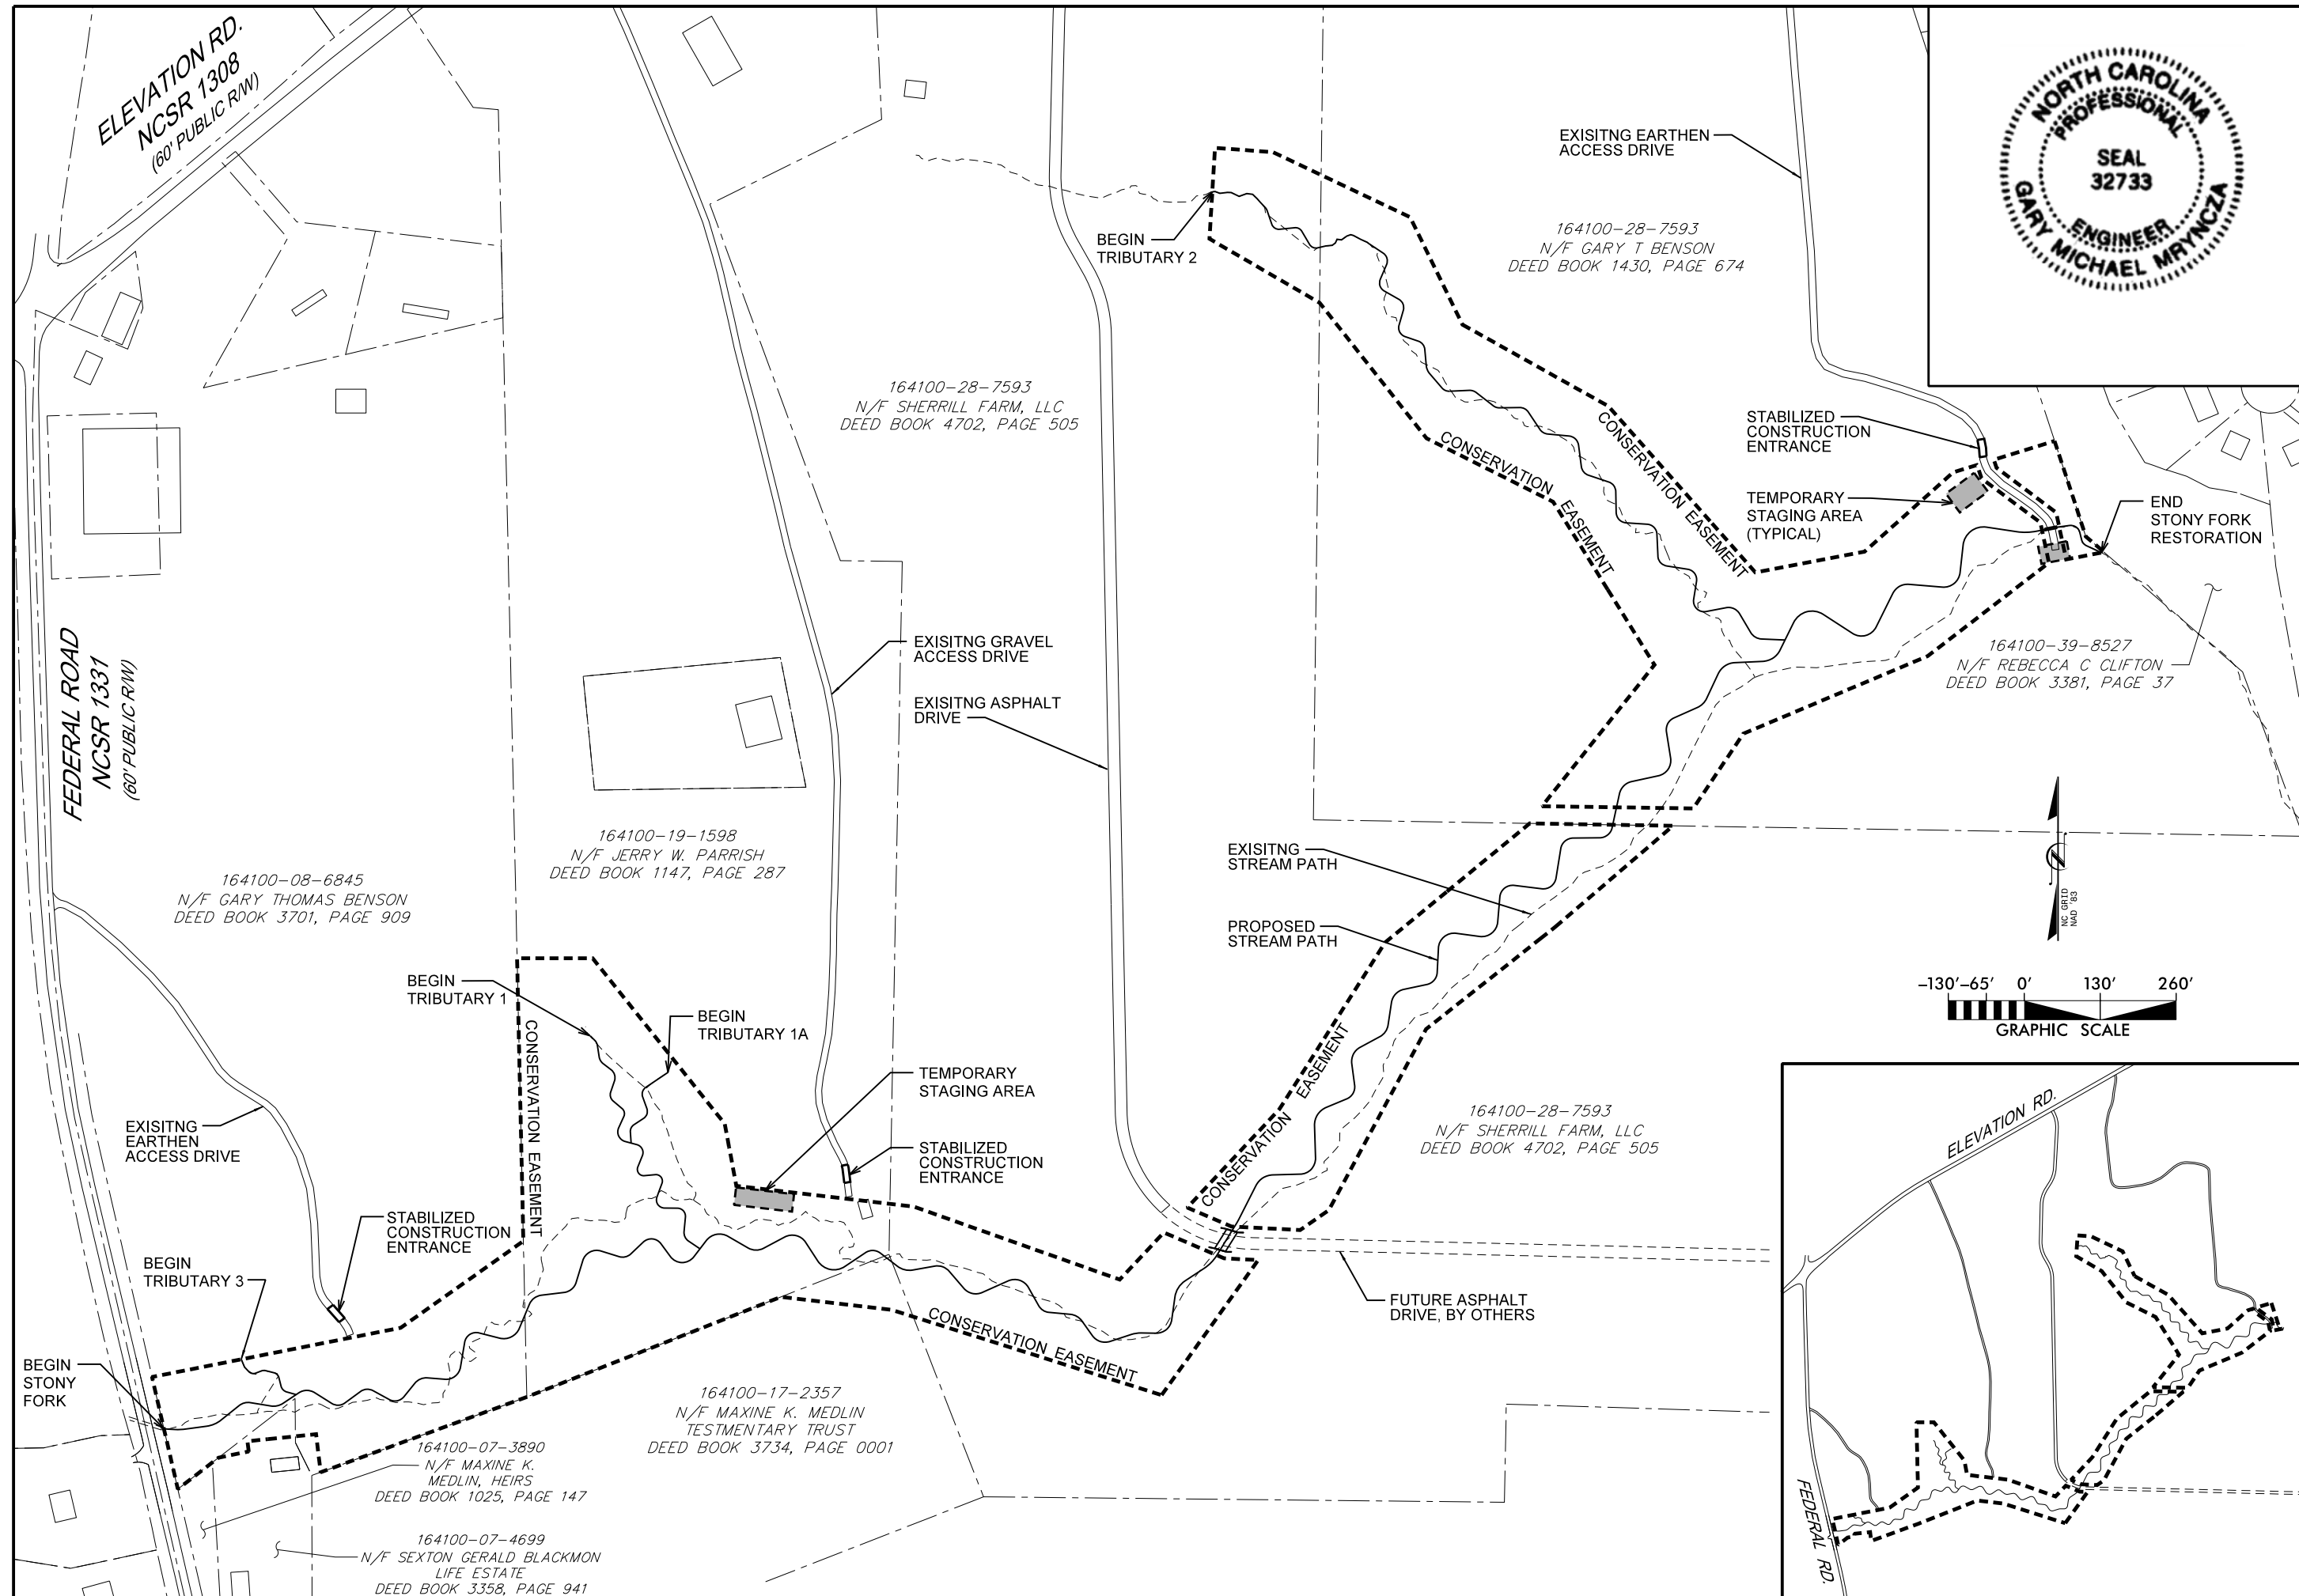 ELEVATION RD.
NCSR 1308
(60' PUBLIC R/W)
NORTH CAROLINA
PROFESSIONAL
SEAL
32733
ENGINEER
GARY MICHAEL MRYNCZA
EXISITNG EARTHEN
ACCESS DRIVE
BEGIN
TRIBUTARY 2
164100-28-7593
N/F GARY T BENSON
DEED BOOK 1430, PAGE 674
164100-28-7593
N/F SHERRILL FARM, LLC
DEED BOOK 4702, PAGE 505
CONSERVATION EASEMENT
CONSERVATION EASEMENT
STABILIZED
CONSTRUCTION
ENTRANCE
TEMPORARY
STAGING AREA
(TYPICAL)
END
STONY FORK
RESTORATION
164100-39-8527
N/F REBECCA C CLIFTON
DEED BOOK 3381, PAGE 37
FEDERAL ROAD
NCSR 1331
(60' PUBLIC R/W)
EXISITNG GRAVEL
ACCESS DRIVE
EXISITNG ASPHALT
DRIVE
164100-19-1598
N/F JERRY W. PARRISH
DEED BOOK 1147, PAGE 287
164100-08-6845
N/F GARY THOMAS BENSON
DEED BOOK 3701, PAGE 909
EXISITNG
STREAM PATH
PROPOSED
STREAM PATH
NC GRID
NAD '83
-130'-65' 0' 130' 260'
GRAPHIC SCALE
BEGIN
TRIBUTARY 1
BEGIN
TRIBUTARY 1A
CONSERVATION EASEMENT
CONSERVATION EASEMENT
TEMPORARY
STAGING AREA
STABILIZED
CONSTRUCTION
ENTRANCE
EXISITNG
EARTHEN
ACCESS DRIVE
164100-28-7593
N/F SHERRILL FARM, LLC
DEED BOOK 4702, PAGE 505
STABILIZED
CONSTRUCTION
ENTRANCE
BEGIN
TRIBUTARY 3
FUTURE ASPHALT
DRIVE, BY OTHERS
CONSERVATION EASEMENT
BEGIN
STONY
FORK
164100-17-2357
N/F MAXINE K. MEDLIN
TESTMENTARY TRUST
DEED BOOK 3734, PAGE 0001
164100-07-3890
N/F MAXINE K.
MEDLIN, HEIRS
DEED BOOK 1025, PAGE 147
164100-07-4699
N/F SEXTON GERALD BLACKMON
LIFE ESTATE
DEED BOOK 3358, PAGE 941
ELEVATION RD.
FEDERAL RD.